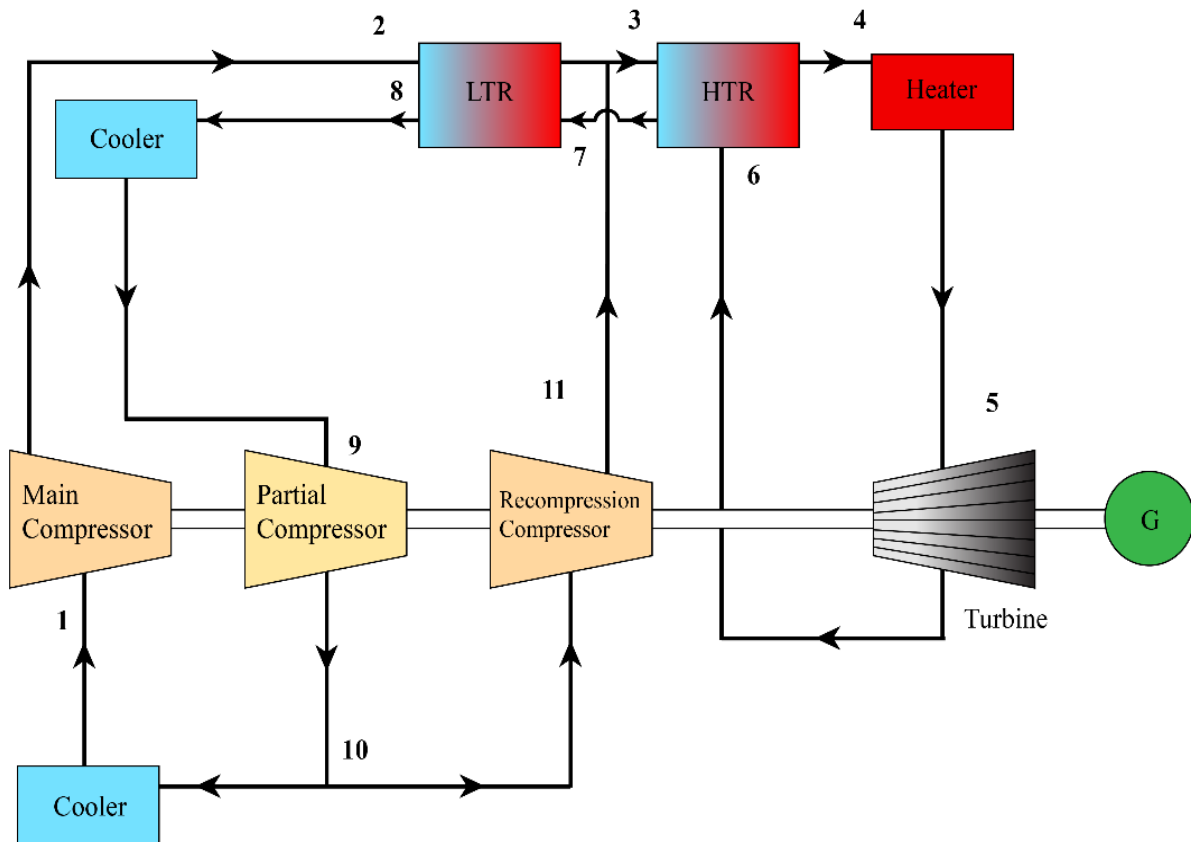 2
3
4
LTR
HTR
Heater
8
Cooler
7
6
11
5
9
Main
Compressor
Partial
Compressor
Recompression
Compressor
G
1
Turbine
10
Cooler